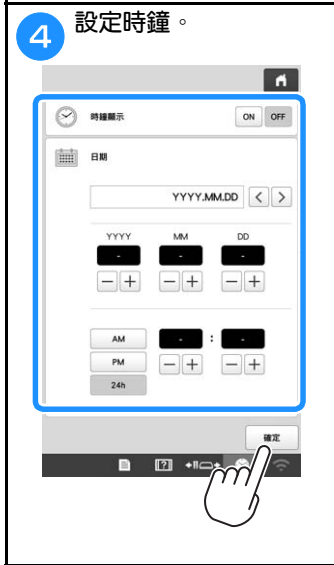 4 設定時鐘。
時鐘顯示 ON OFF
日期
YYYY.MM.DD < >
YYYY MM DD
- - -
− + − + − +
AM - : -
PM − + − +
24h
確定